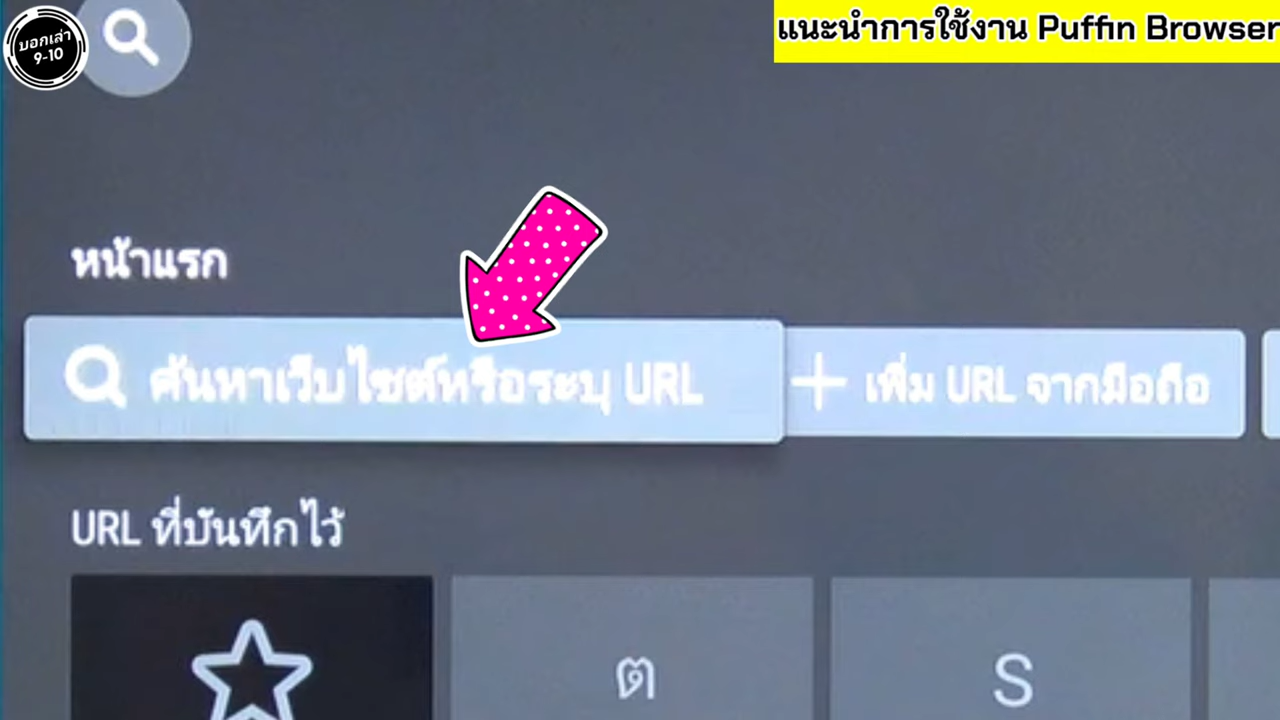 บอกเล่า
9-10
แนะนำการใช้งาน Puffin Browser
หน้าแรก
ค้นหาเว็บไซต์หรือระบุ URL
เพิ่ม URL จากมือถือ
URL ที่บันทึกไว้
ต
S